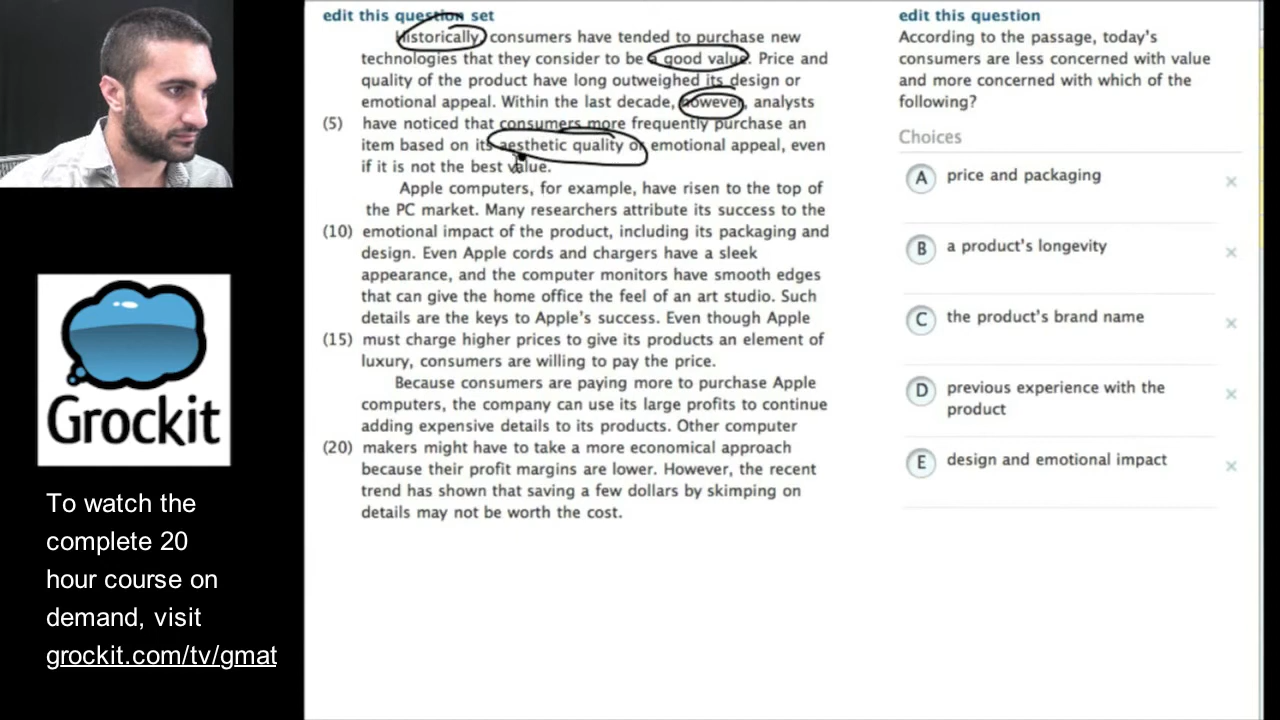 edit this question set
Historically, consumers have tended to purchase new
technologies that they consider to be a good value. Price and
quality of the product have long outweighed its design or
emotional appeal. Within the last decade, however, analysts
(5) have noticed that consumers more frequently purchase an
item based on its aesthetic quality or emotional appeal, even
if it is not the best value.
Apple computers, for example, have risen to the top of
the PC market. Many researchers attribute its success to the
(10) emotional impact of the product, including its packaging and
design. Even Apple cords and chargers have a sleek
appearance, and the computer monitors have smooth edges
that can give the home office the feel of an art studio. Such
details are the keys to Apple's success. Even though Apple
(15) must charge higher prices to give its products an element of
luxury, consumers are willing to pay the price.
Because consumers are paying more to purchase Apple
computers, the company can use its large profits to continue
adding expensive details to its products. Other computer
(20) makers might have to take a more economical approach
because their profit margins are lower. However, the recent
trend has shown that saving a few dollars by skimping on
details may not be worth the cost.
edit this question
According to the passage, today's
consumers are less concerned with value
and more concerned with which of the
following?
Choices
A price and packaging
B a product's longevity
C the product's brand name
D previous experience with the
product
E design and emotional impact
Grockit
To watch the
complete 20
hour course on
demand, visit
grockit.com/tv/gmat